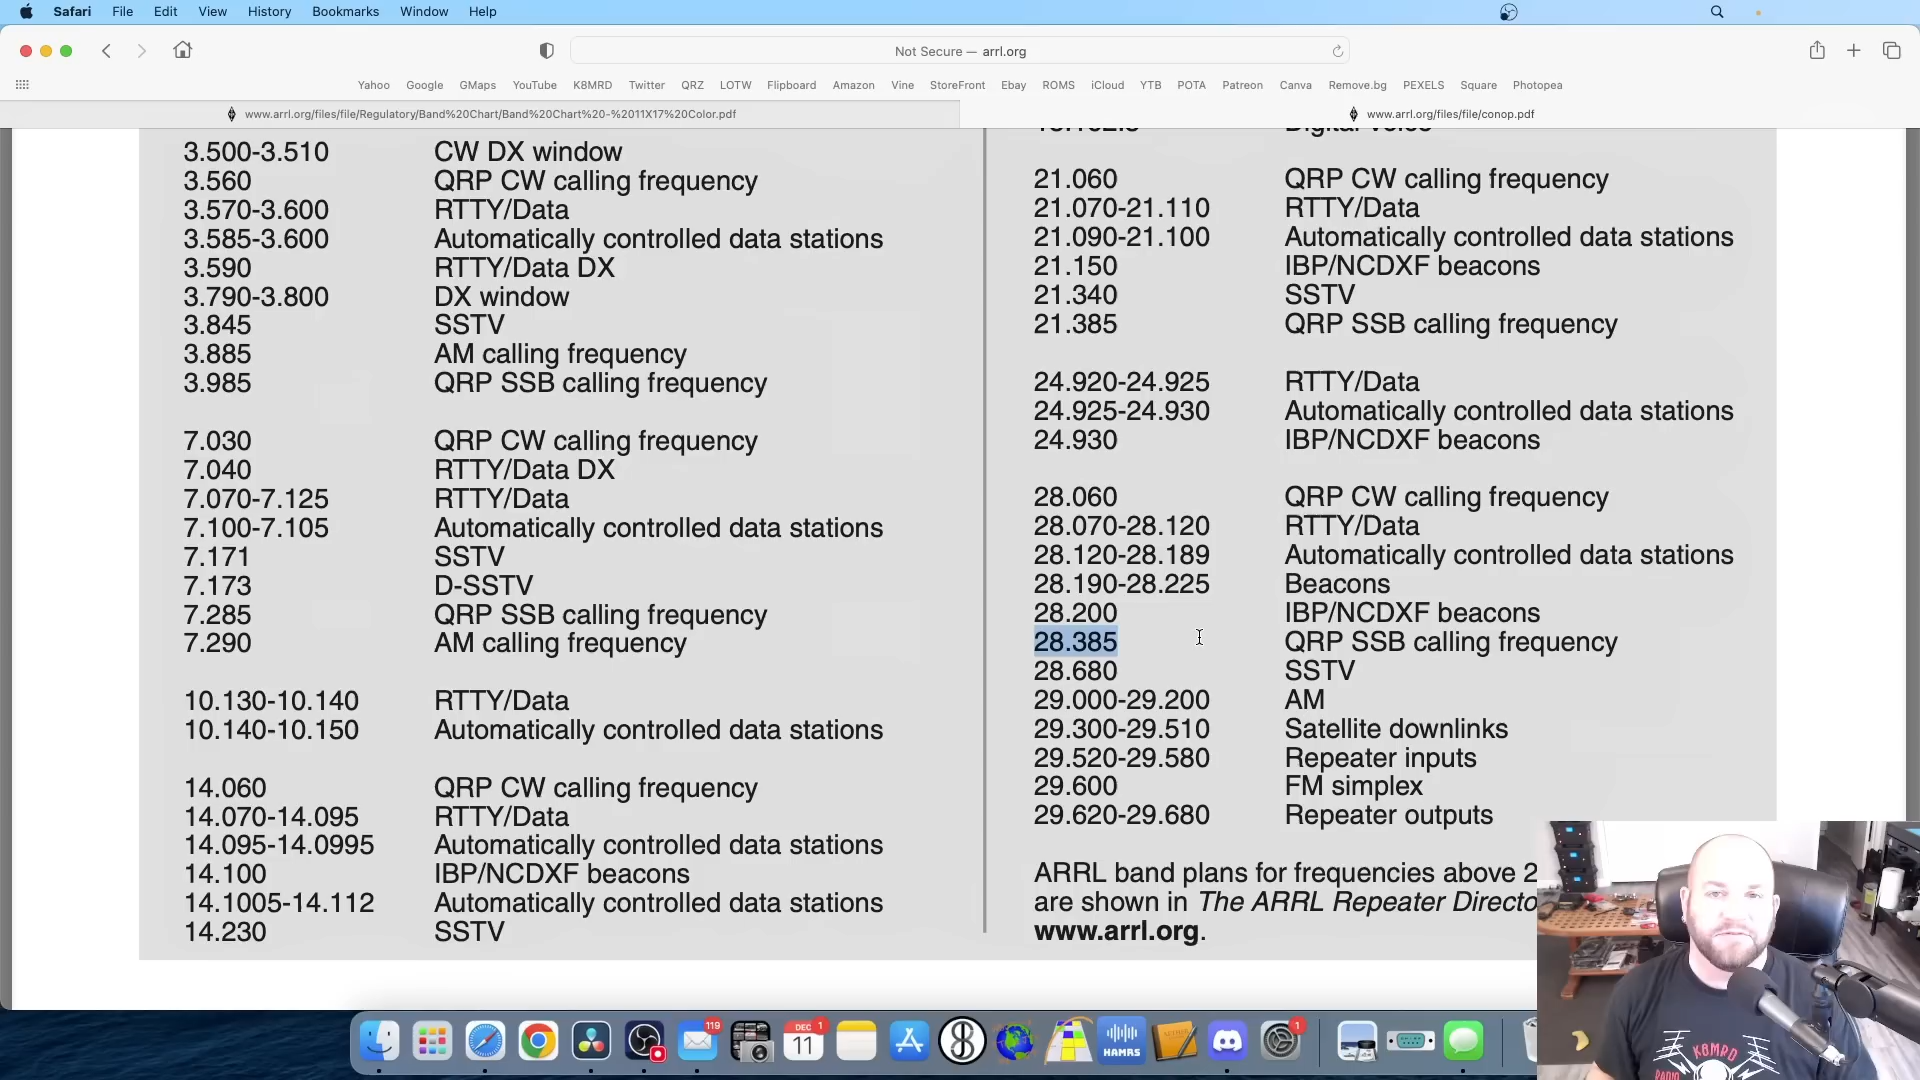 Safari File Edit View History Bookmarks Window Help
Not Secure — arrl.org
Yahoo Google GMaps YouTube K8MRD Twitter QRZ LOTW Flipboard Amazon Vine StoreFront Ebay ROMS iCloud YTB POTA Patreon Canva Remove.bg PEXELS Square Photopea
www.arrl.org/files/file/Regulatory/Band%20Chart/Band%20Chart%20-%2011X17%20Color.pdf
www.arrl.org/files/file/conop.pdf
3.500-3.510 CW DX window
3.560 QRP CW calling frequency
3.570-3.600 RTTY/Data
3.585-3.600 Automatically controlled data stations
3.590 RTTY/Data DX
3.790-3.800 DX window
3.845 SSTV
3.885 AM calling frequency
3.985 QRP SSB calling frequency
7.030 QRP CW calling frequency
7.040 RTTY/Data DX
7.070-7.125 RTTY/Data
7.100-7.105 Automatically controlled data stations
7.171 SSTV
7.173 D-SSTV
7.285 QRP SSB calling frequency
7.290 AM calling frequency
10.130-10.140 RTTY/Data
10.140-10.150 Automatically controlled data stations
14.060 QRP CW calling frequency
14.070-14.095 RTTY/Data
14.095-14.0995 Automatically controlled data stations
14.100 IBP/NCDXF beacons
14.1005-14.112 Automatically controlled data stations
14.230 SSTV
21.060 QRP CW calling frequency
21.070-21.110 RTTY/Data
21.090-21.100 Automatically controlled data stations
21.150 IBP/NCDXF beacons
21.340 SSTV
21.385 QRP SSB calling frequency
24.920-24.925 RTTY/Data
24.925-24.930 Automatically controlled data stations
24.930 IBP/NCDXF beacons
28.060 QRP CW calling frequency
28.070-28.120 RTTY/Data
28.120-28.189 Automatically controlled data stations
28.190-28.225 Beacons
28.200 IBP/NCDXF beacons
28.385 QRP SSB calling frequency
28.680 SSTV
29.000-29.200 AM
29.300-29.510 Satellite downlinks
29.520-29.580 Repeater inputs
29.600 FM simplex
29.620-29.680 Repeater outputs
ARRL band plans for frequencies above 2
are shown in The ARRL Repeater Directo
www.arrl.org.
119
DEC 1
11
HAMRS
1
K8MRD
RADIO